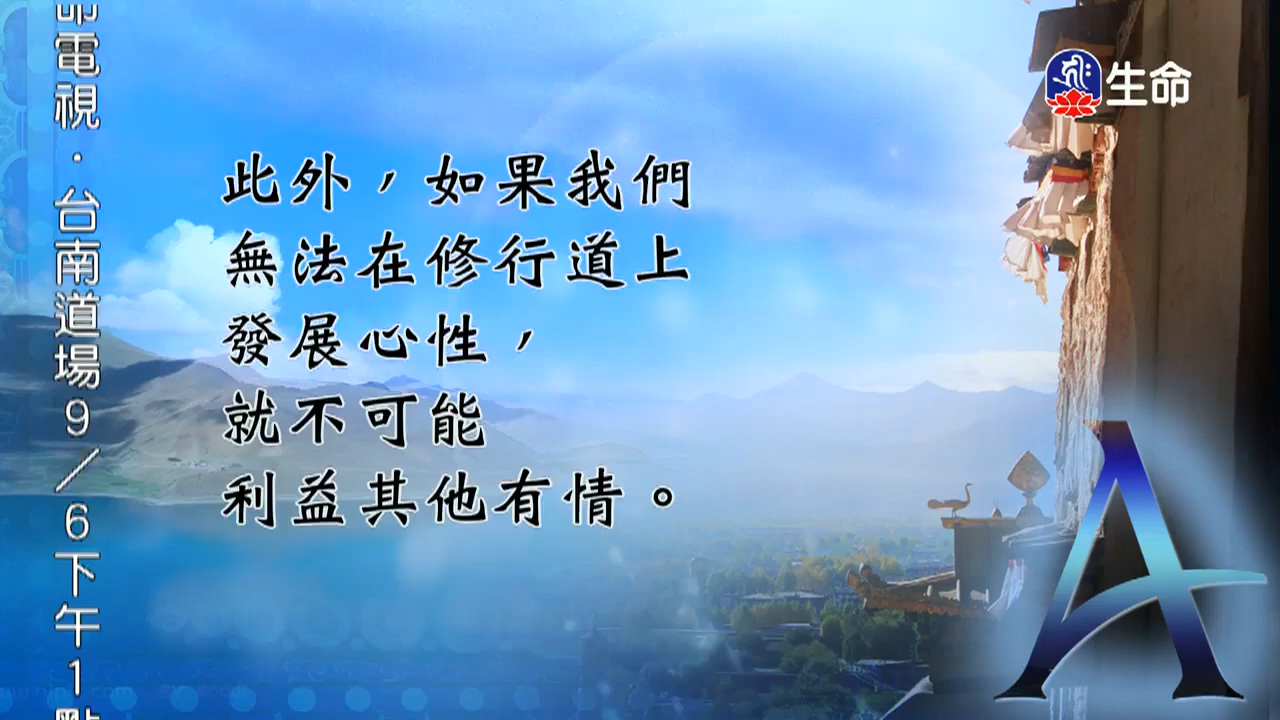 此外，如果我們
無法在修行道上
發展心性，
就不可能
利益其他有情。
生命
命電視·台南道場9/6下午1點
A